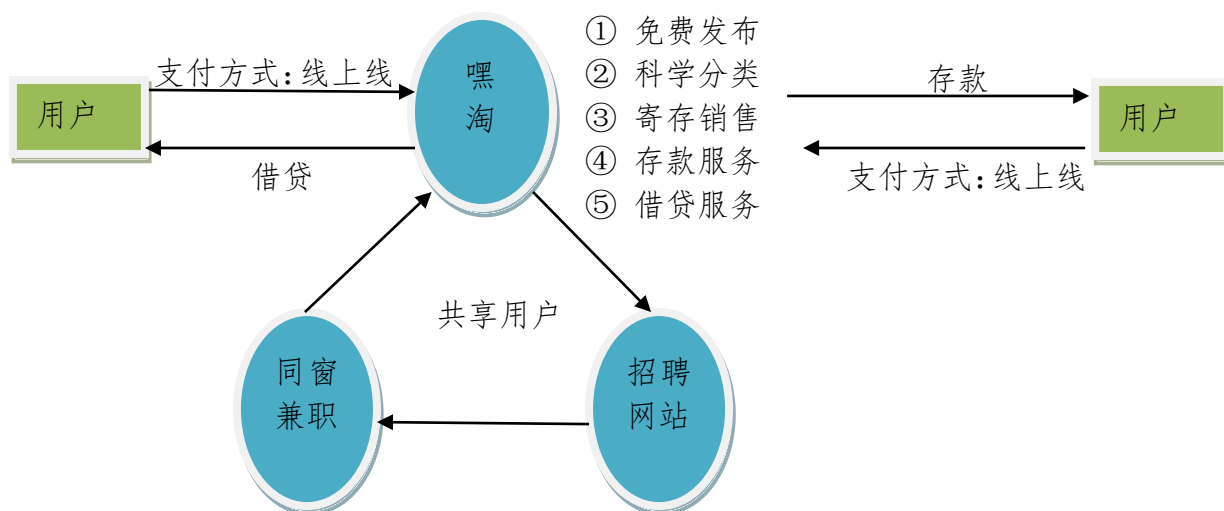 ① 免费发布
② 科学分类
③ 寄存销售
④ 存款服务
⑤ 借贷服务
用户
支付方式:线上线
借贷
嘿
淘
存款
支付方式:线上线
用户
共享用户
同窗
兼职
招聘
网站